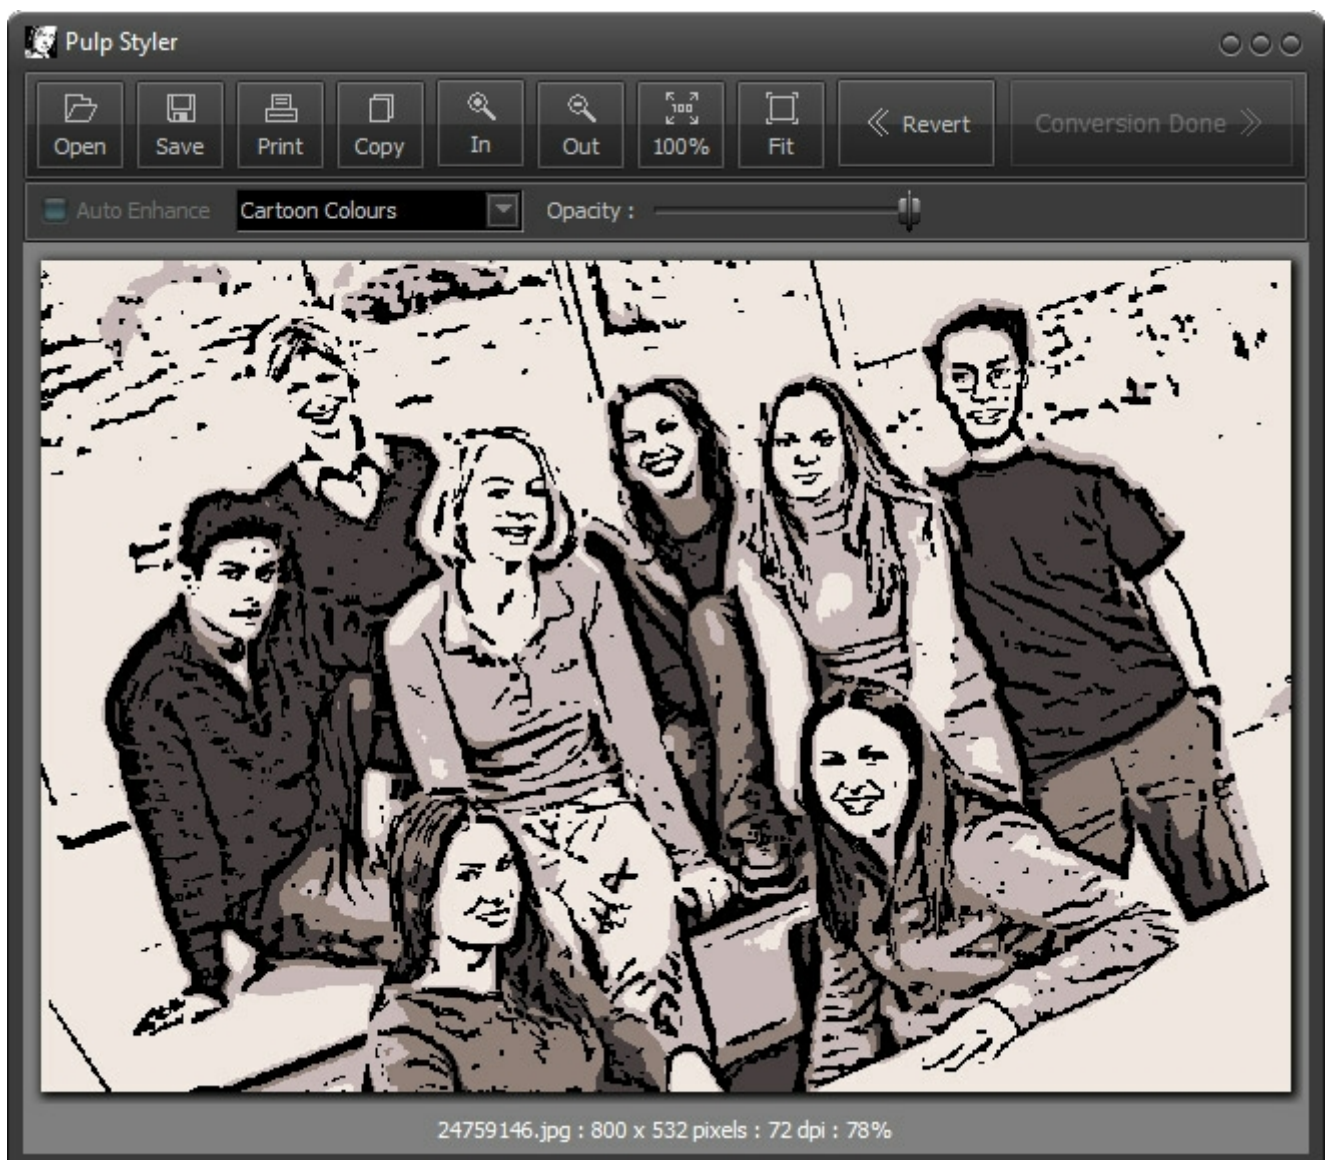 Pulp Styler
Open Save Print Copy In Out 100 100% Fit Revert Conversion Done
Auto Enhance Cartoon Colours Opacity :
24759146.jpg : 800 x 532 pixels : 72 dpi : 78%